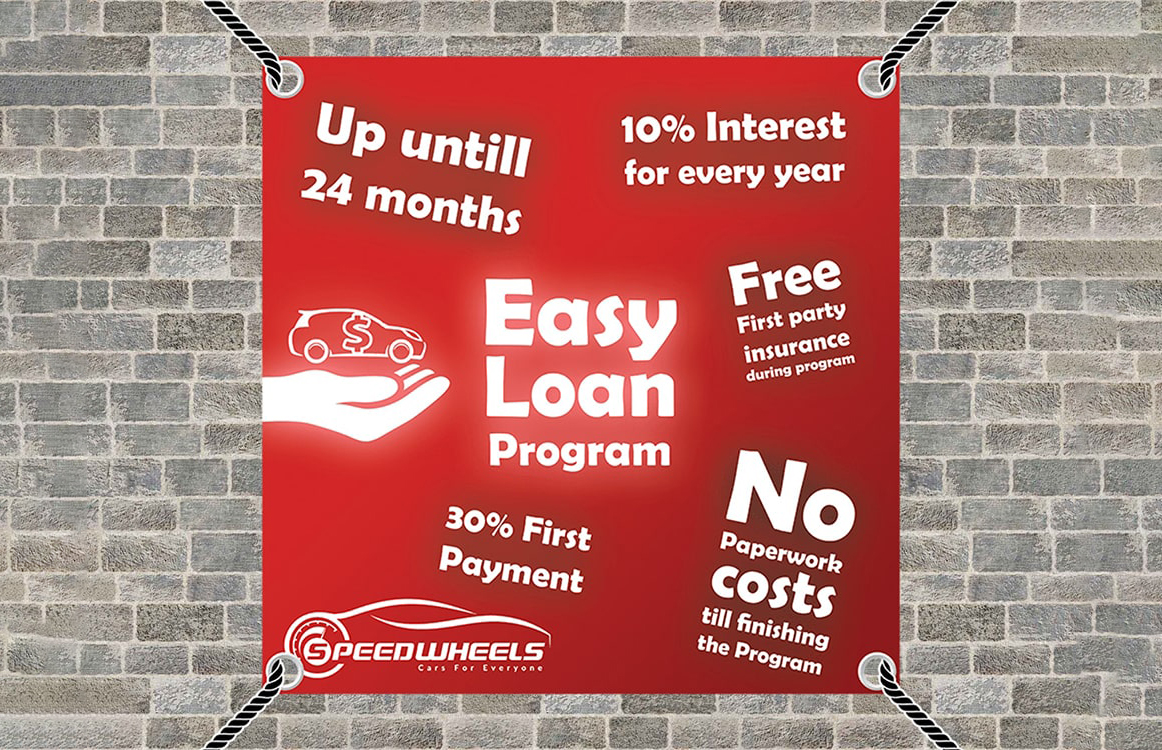 Up untill
24 months
10% Interest
for every year
Easy
Loan
Program
Free
First party
insurance
during program
30% First
Payment
No
Paperwork
costs
till finishing
the Program
SPEEDWHEELS
Cars For Everyone